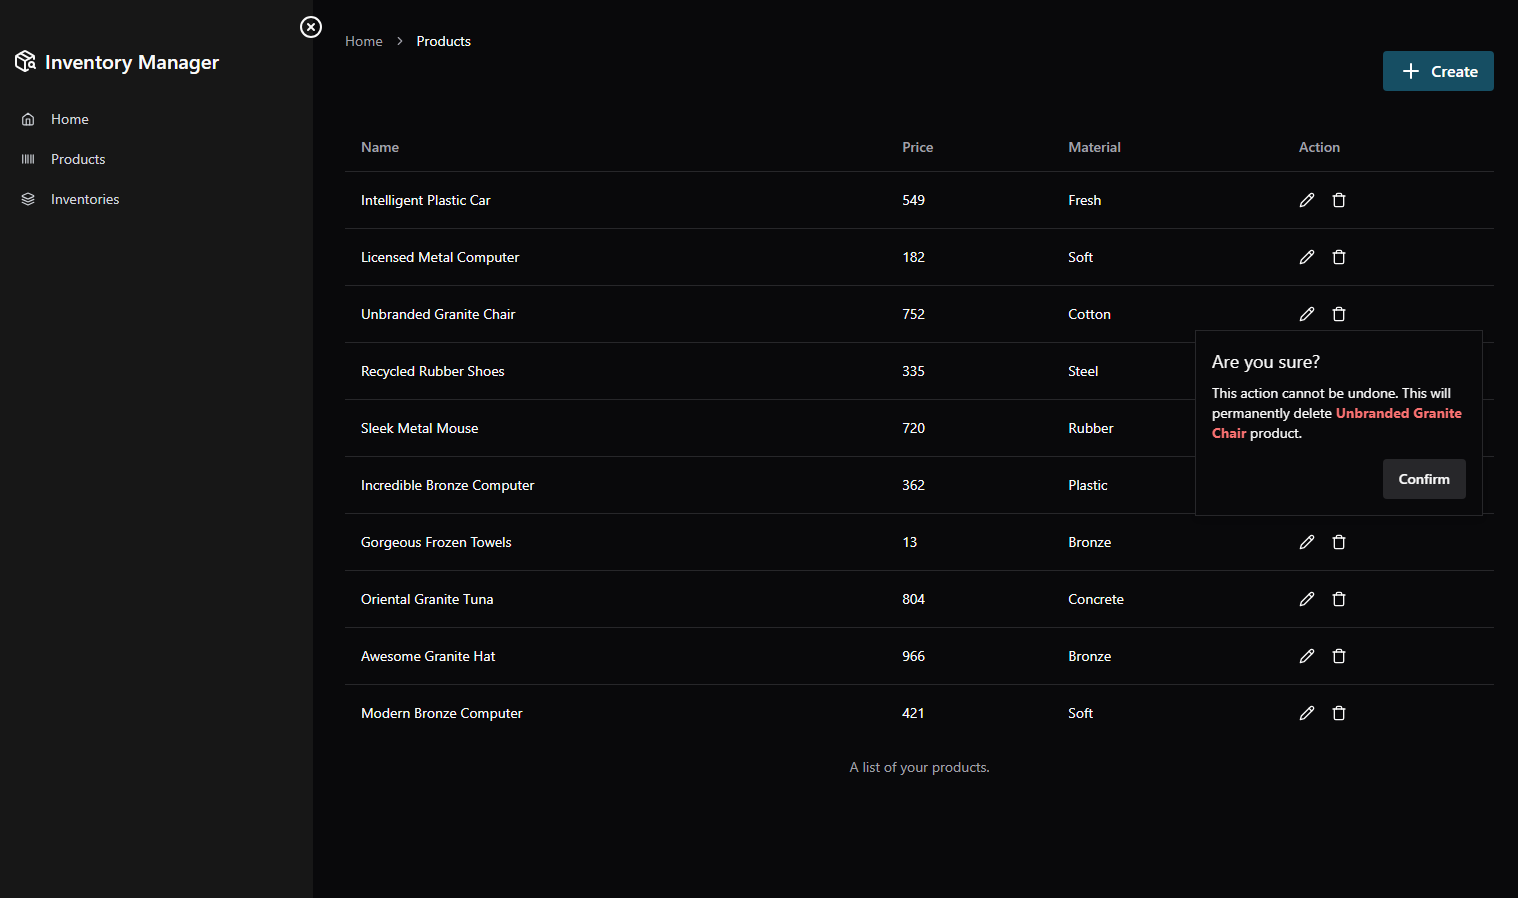 Inventory Manager
Home
Products
Inventories
Home > Products
+ Create
Name Price Material Action
Intelligent Plastic Car 549 Fresh
Licensed Metal Computer 182 Soft
Unbranded Granite Chair 752 Cotton
Recycled Rubber Shoes 335 Steel
Sleek Metal Mouse 720 Rubber
Incredible Bronze Computer 362 Plastic
Are you sure?
This action cannot be undone. This will
permanently delete Unbranded Granite
Chair product.
Confirm
Gorgeous Frozen Towels 13 Bronze
Oriental Granite Tuna 804 Concrete
Awesome Granite Hat 966 Bronze
Modern Bronze Computer 421 Soft
A list of your products.